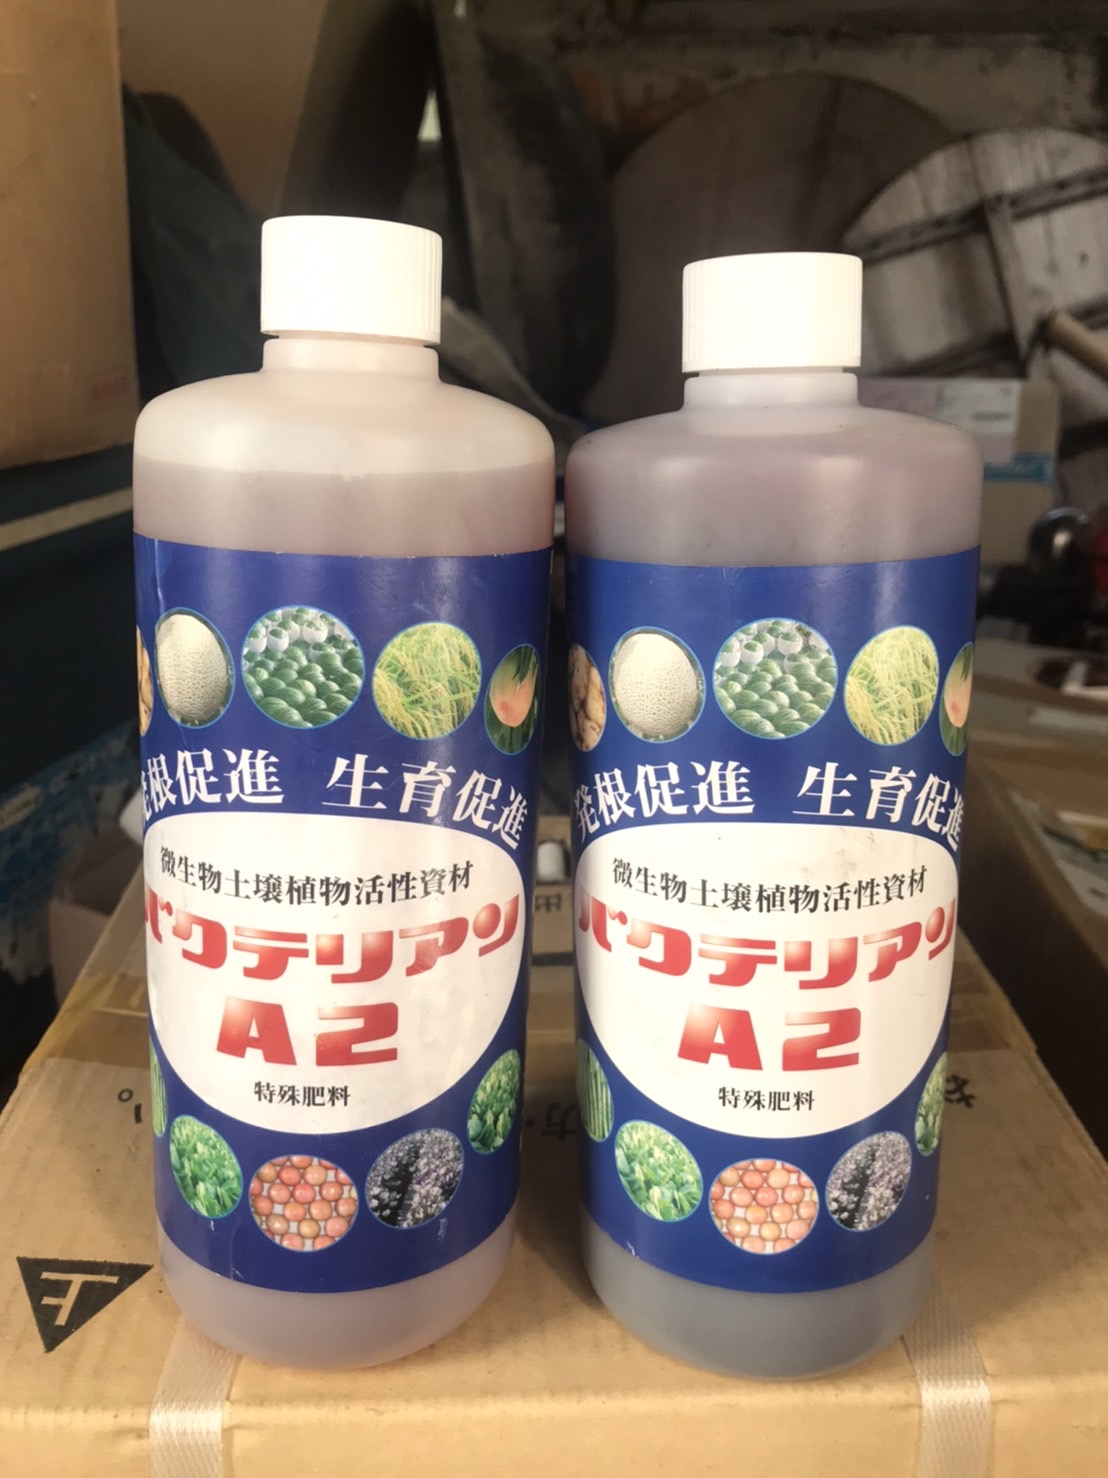 発根促進 生育促進
微生物土壌植物活性資材
バクテリアン
A2
特殊肥料
発根促進 生育促進
微生物土壌植物活性資材
バクテリアン
A2
特殊肥料